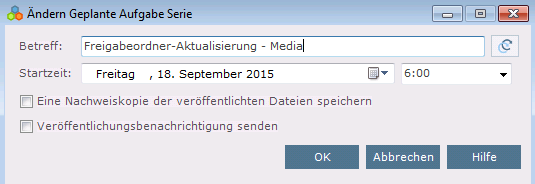 Ändern Geplante Aufgabe Serie
Betreff: Freigabeordner-Aktualisierung - Media
Startzeit: Freitag , 18. September 2015 6:00
Eine Nachweiskopie der veröffentlichten Dateien speichern
Veröffentlichungsbenachrichtigung senden
OK Abbrechen Hilfe